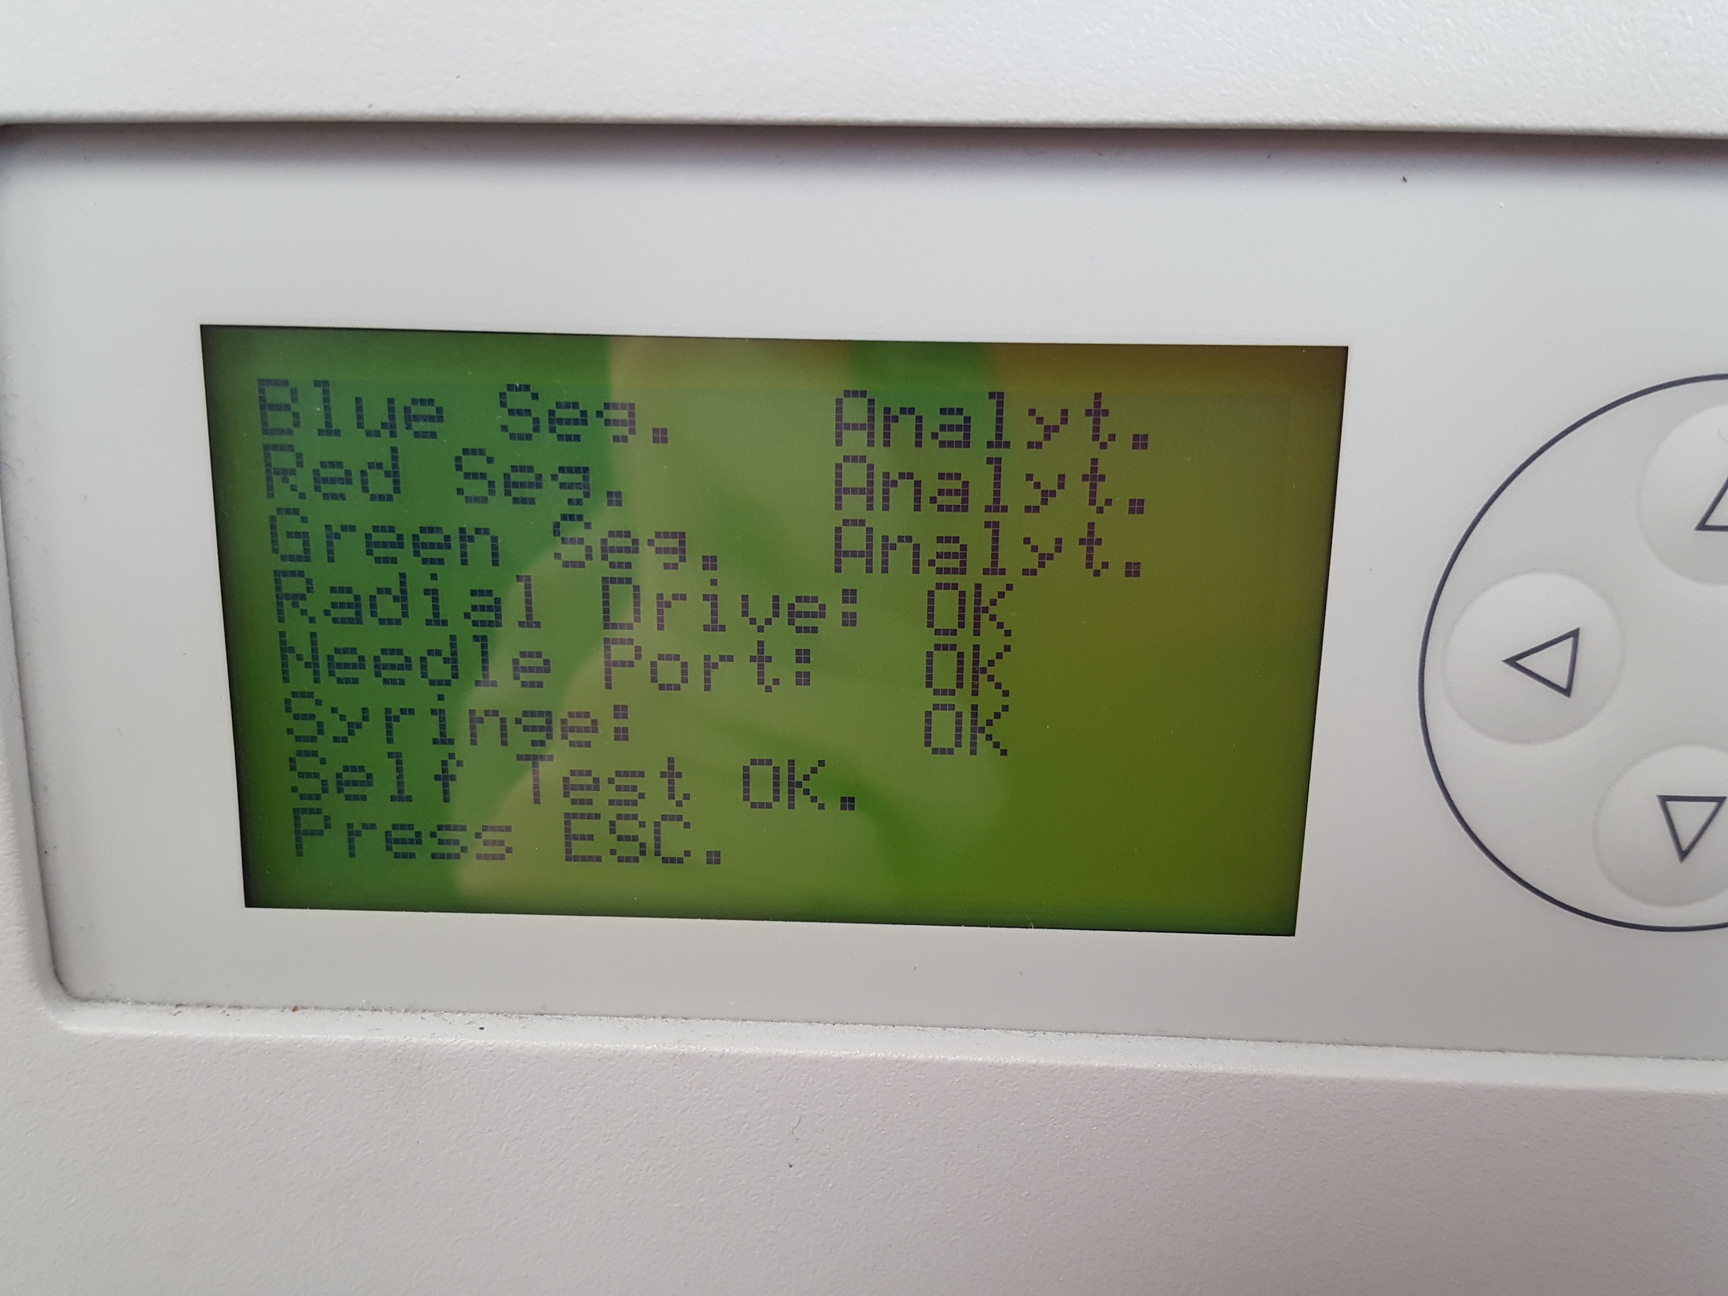 Blue Seg. Analyt.
Red Seg. Analyt.
Green Seg. Analyt.
Radial Drive: OK
Needle Port: OK
Syringe: OK
Self Test OK.
Press ESC.